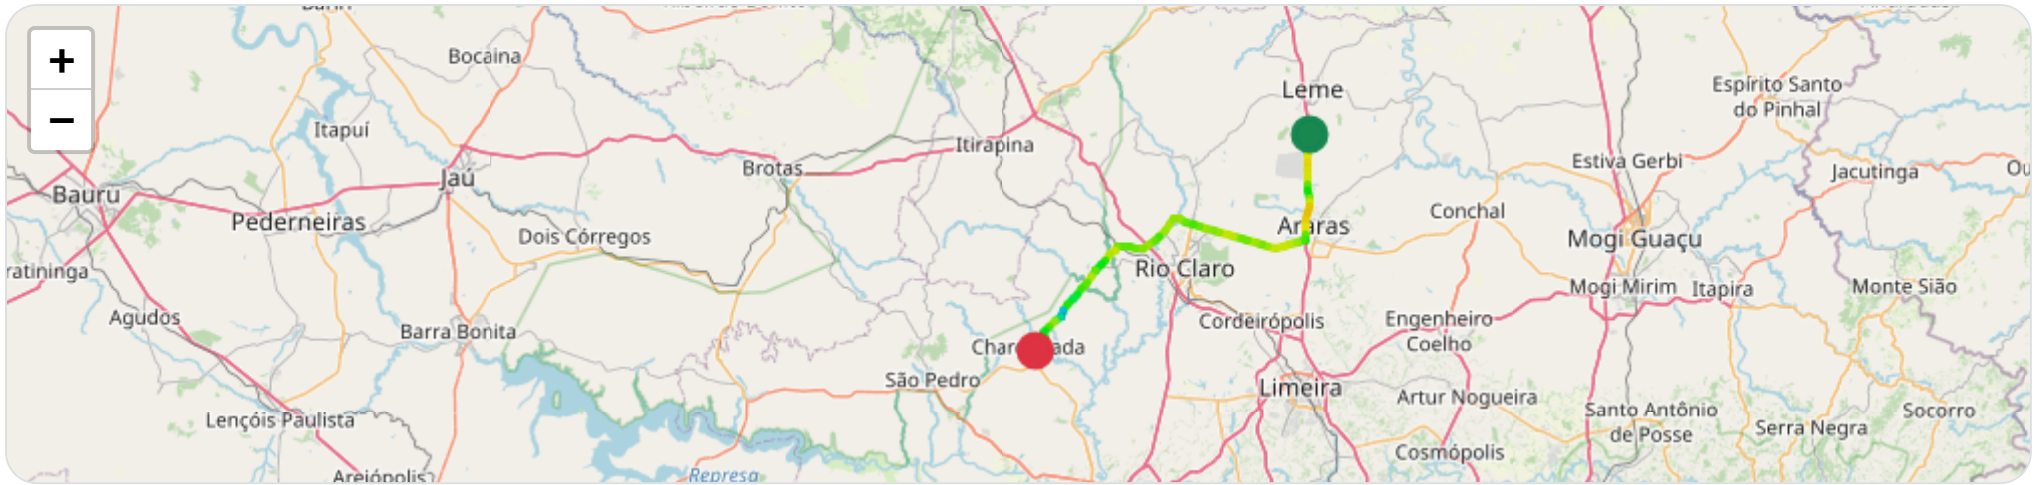 +
−
Bocaina
Leme
Espírito Santo
do Pinhal
Itapuí
Itirapina
Brotas
Estiva Gerbi
Jacutinga
Jaú
Bauru
Pederneiras
Dois Córregos
Araras
Conchal
Mogi Guaçu
Rio Claro
ratininga
Mogi Mirim
Itapira
Monte Sião
Agudos
Barra Bonita
Cordeirópolis
Engenheiro
Coelho
São Pedro
Limeira
Artur Nogueira
Lençóis Paulista
Santo Antônio
de Posse
Serra Negra
Socorro
Cosmópolis
Areiópolis
Represa